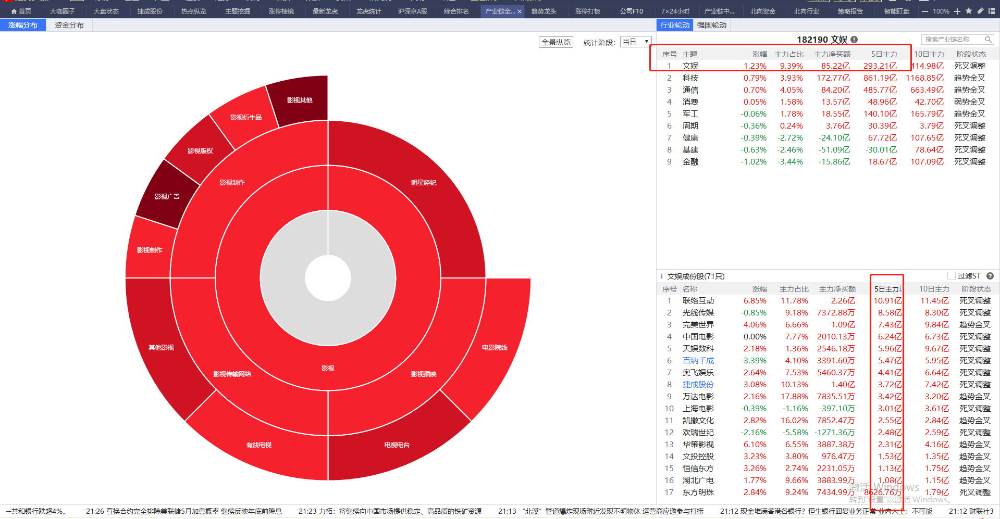 首页 大咖圈子 大盘状态 捷成股份 热点纵览 主题挖掘 涨停棱镜 最新龙虎 龙虎统计 沪深京A股 综合排名 产业链全...× 趋势龙头 涨停打板 公司F10 7×24小时 产业链中... 北向资金 北向行业 策略报告 智能盯盘 100%
涨幅分布 资金分布
行业轮动 强国轮动
全景纵览 统计阶段: 当日
182190 文娱
搜索产业链名称
序号 主题 涨幅 主力占比 主力净买额 5日主力 10日主力 阶段状态
1 文娱 1.23% 9.39% 85.22亿 293.21亿 414.98亿 死叉调整
2 科技 0.79% 3.93% 172.77亿 861.19亿 1168.85亿 趋势金叉
3 通信 0.70% 4.05% 84.20亿 485.77亿 663.49亿 趋势金叉
4 消费 0.05% 1.58% 13.57亿 48.96亿 42.70亿 弱势金叉
5 军工 -0.06% 1.78% 18.55亿 140.10亿 165.79亿 趋势金叉
6 周期 -0.36% 0.24% 3.76亿 30.39亿 3.79亿 死叉调整
7 健康 -0.39% -2.72% -24.10亿 67.72亿 107.65亿 死叉调整
8 基建 -0.63% -2.46% -51.09亿 -30.01亿 78.64亿 死叉调整
9 金融 -1.02% -3.44% -15.86亿 18.67亿 107.09亿 死叉调整
影视其他
影视衍生品
影视版权
影视制作
明星经纪
影视广告
影视制作
其他影视
电影院线
影视
影视传输网络
影视播映
有线电视
电视电台
文娱成份股(71只) 过滤ST
序号 名称 涨幅 主力占比 主力净买额 5日主力↓ 10日主力 阶段状态
1 联络互动 6.85% 11.78% 2.26亿 10.91亿 11.45亿 死叉调整
2 光线传媒 -0.85% 9.18% 7372.88万 8.58亿 8.30亿 死叉调整
3 完美世界 4.06% 6.66% 1.09亿 7.43亿 9.84亿 趋势金叉
4 中国电影 0.00% 7.77% 2010.13万 6.24亿 6.73亿 死叉调整
5 天娱数科 2.18% 1.36% 2546.18万 5.96亿 9.67亿 死叉调整
6 百纳千成 -3.39% 4.10% 3391.60万 5.47亿 5.95亿 死叉调整
7 奥飞娱乐 2.64% 7.53% 5460.37万 4.41亿 6.64亿 死叉调整
8 捷成股份 3.08% 10.13% 1.40亿 3.72亿 7.42亿 死叉调整
9 万达电影 2.16% 17.88% 7835.51万 3.42亿 3.20亿 趋势金叉
10 上海电影 -0.39% -1.16% -397.10万 3.01亿 3.61亿 死叉调整
11 凯撒文化 2.82% 16.02% 7852.47万 2.55亿 2.84亿 趋势金叉
12 欢瑞世纪 -2.16% -5.58% -1271.36万 2.48亿 2.59亿 死叉调整
13 华策影视 6.10% 6.55% 3887.38万 2.31亿 4.16亿 趋势金叉
14 文投控股 3.23% 3.80% 976.47万 1.53亿 1.35亿 趋势金叉
15 恒信东方 3.26% 2.74% 2231.05万 1.13亿 1.75亿 趋势金叉
16 湖北广电 1.77% 9.66% 3883.99万 1.08亿 1.15亿 趋势金叉
17 东方明珠 2.84% 9.24% 7434.99万 8626.76万 1.79亿 死叉调整
激活 Windows
转到"设置"以激活 Windows。
一共和银行跌超4%。 21:26 互换合约完全排除美联储5月加息概率 继续反映年底前降息 21:23 力拓：将继续向中国市场提供稳定、高品质的铁矿资源 21:13 “北溪”管道爆炸现场附近发现不明物体 运营商应邀参与打捞 21:12 现金堆满香港各银行？恒生银行回复业务正常 业内人士：不可能 21:12 财联社3